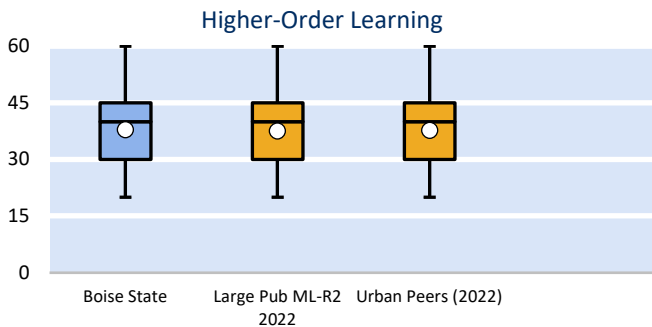 Higher-Order Learning
60
45
30
15
0
Boise State
Large Pub ML-R2
2022
Urban Peers (2022)